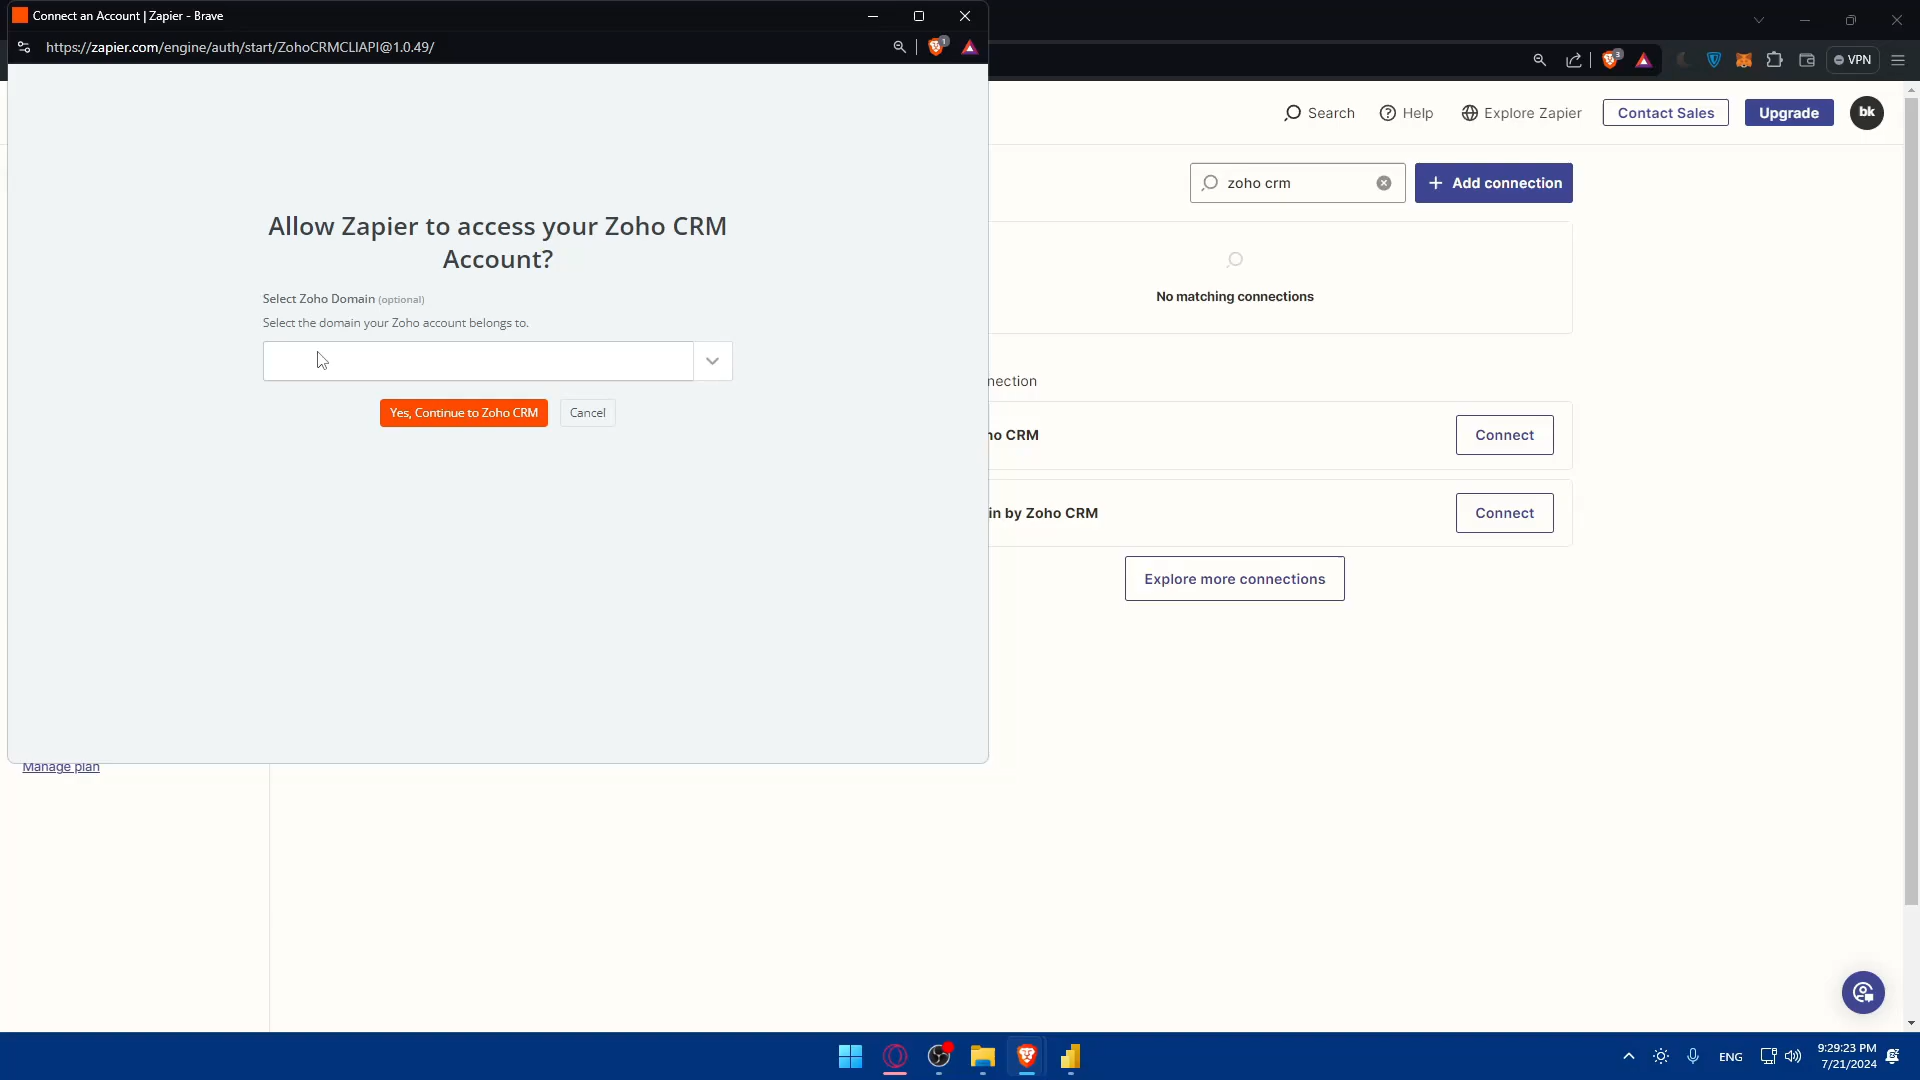 Connect an Account | Zapier - Brave
https://zapier.com/engine/auth/start/ZohoCRMCLIAPI@1.0.49/
1
3
VPN
Search
Help
Explore Zapier
Contact Sales
Upgrade
bk
zoho crm
+ Add connection
Allow Zapier to access your Zoho CRM
Account?
Select Zoho Domain (optional)
Select the domain your Zoho account belongs to.
Yes, Continue to Zoho CRM
Cancel
No matching connections
nection
ho CRM
Connect
in by Zoho CRM
Connect
Explore more connections
Manage plan
ENG
9:29:23 PM
7/21/2024